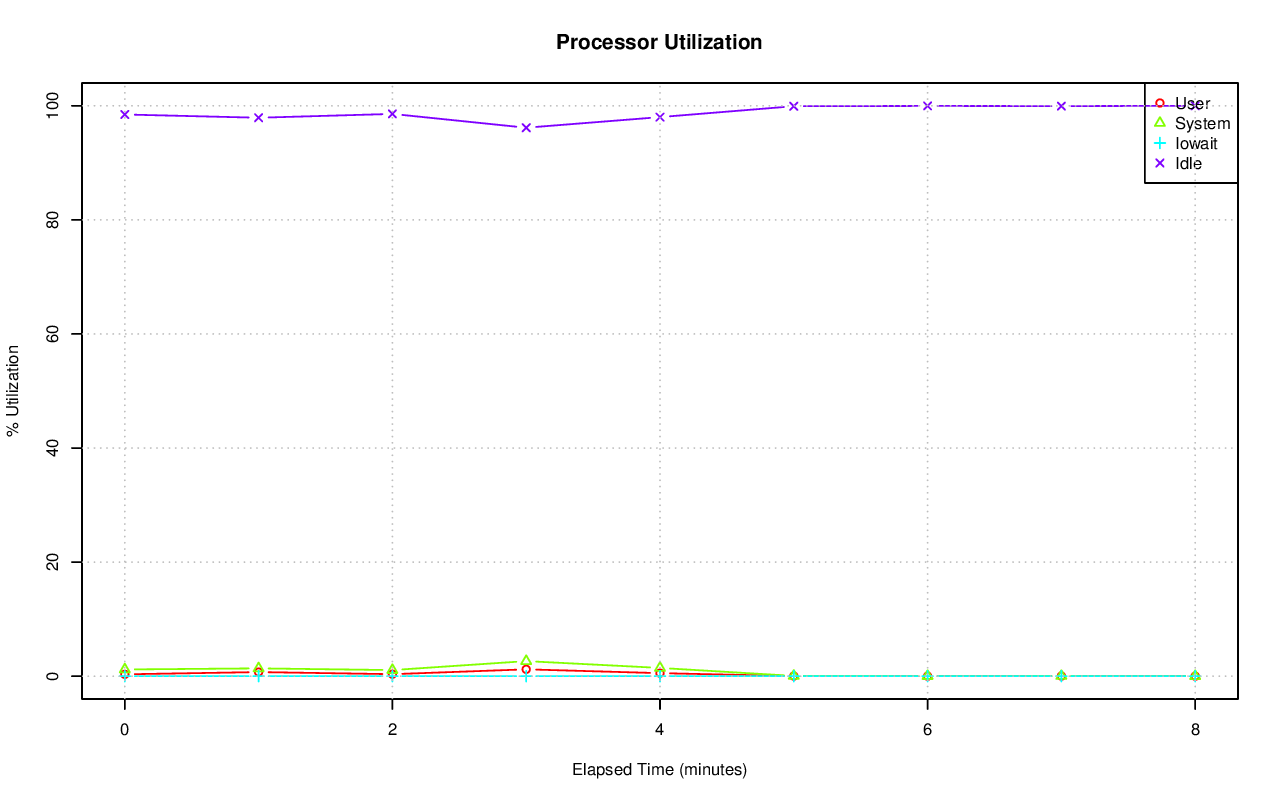 Processor Utilization
% Utilization
100
80
60
40
20
0
User
System
Iowait
Idle
0 2 4 6 8
Elapsed Time (minutes)